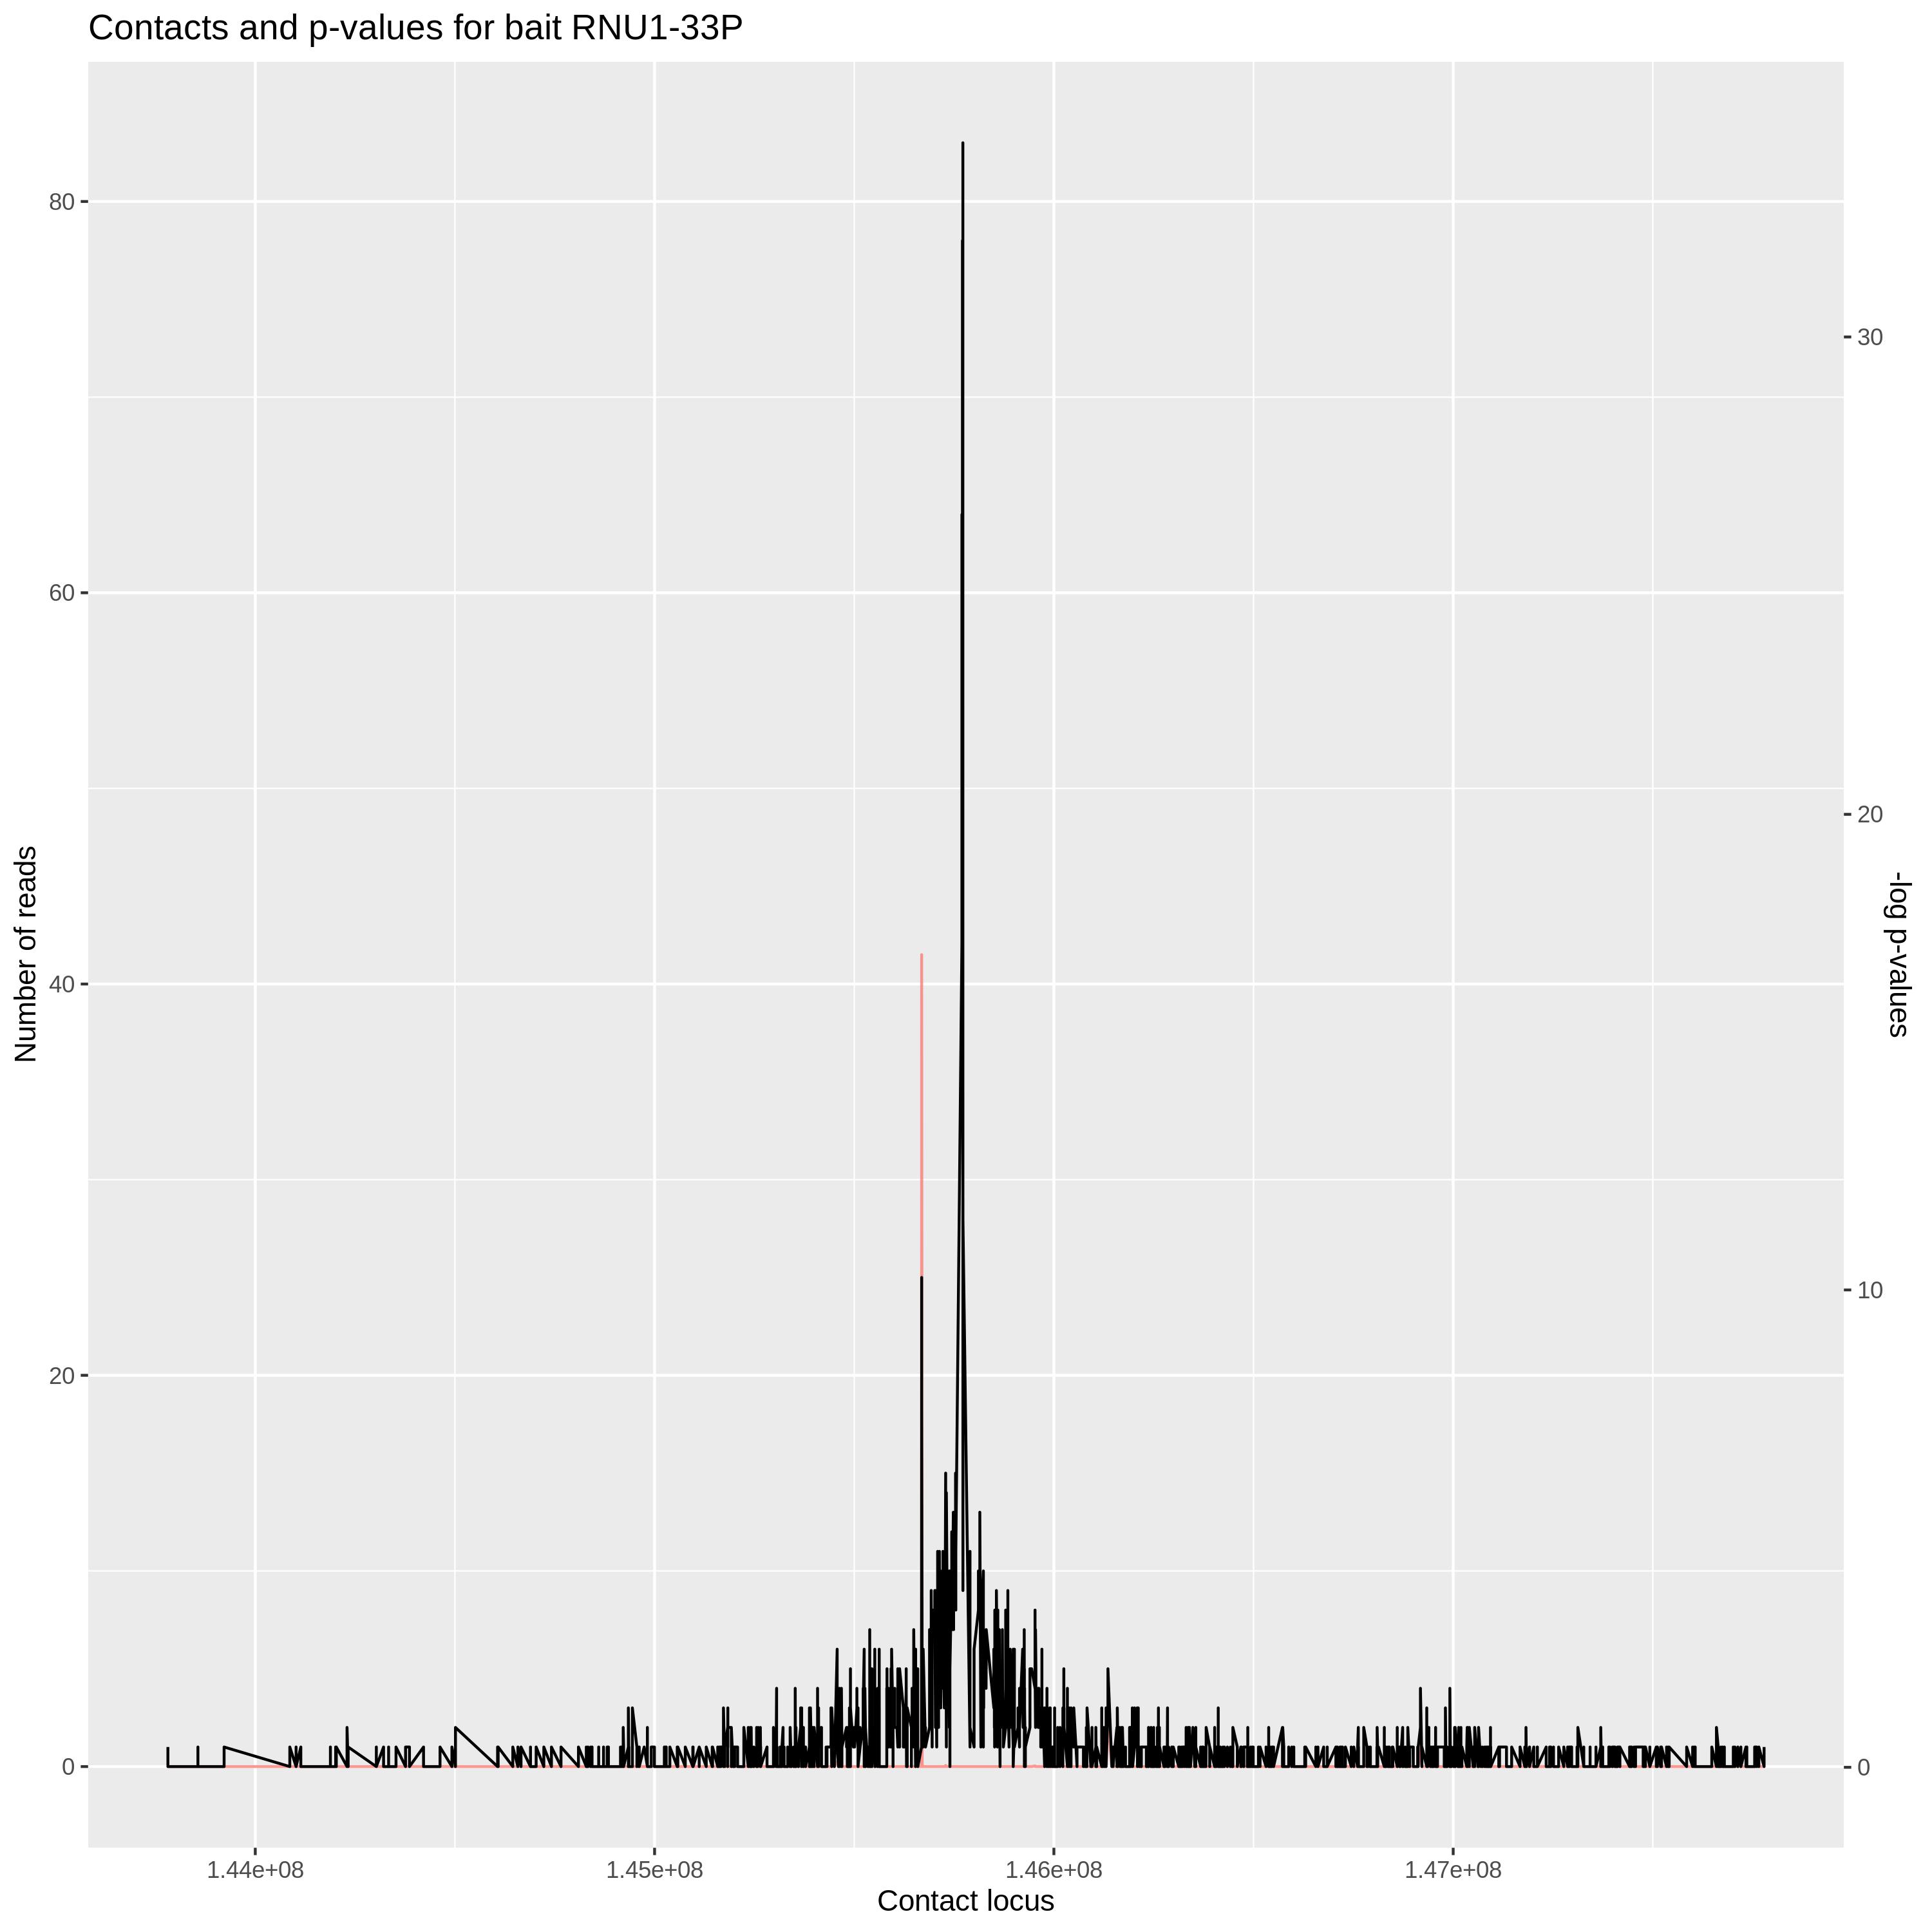 Contacts and p-values for bait RNU1-33P
80
60
40
20
0
Number of reads
30
20
10
0
-log p-values
1.44e+08
1.45e+08
1.46e+08
1.47e+08
Contact locus